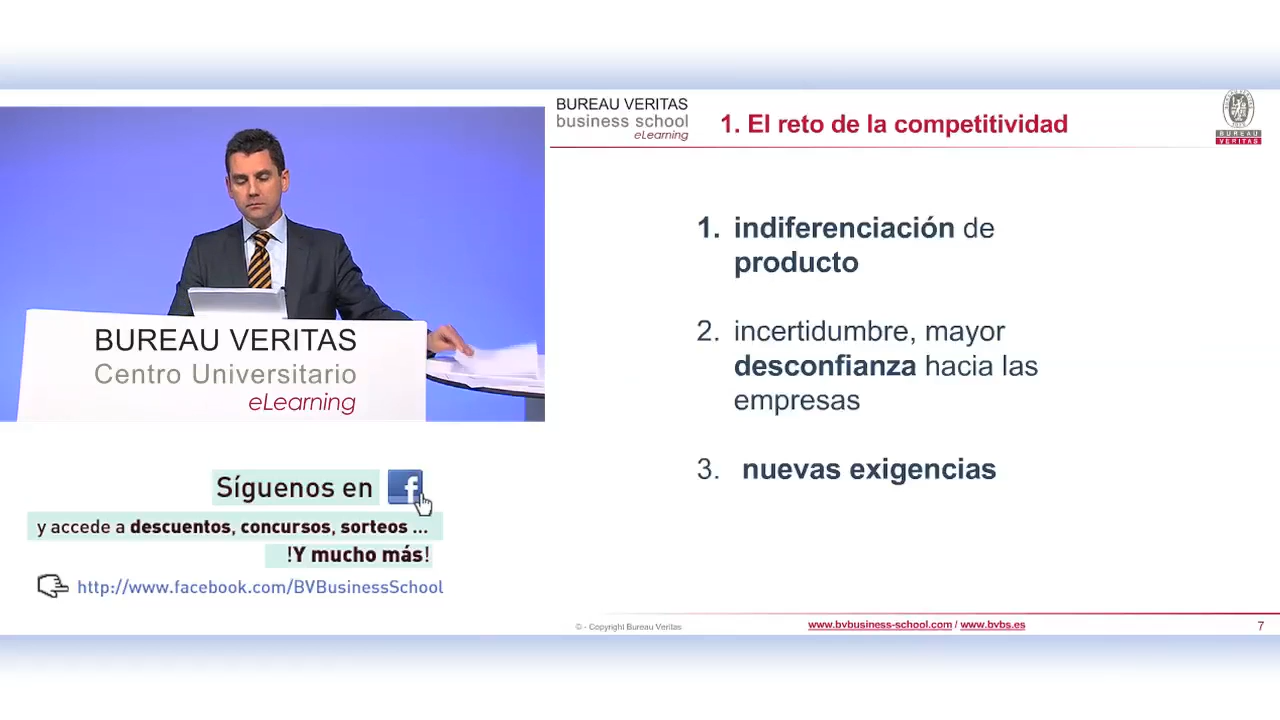 BUREAU VERITAS
Centro Universitario
eLearning
Síguenos en f
y accede a descuentos, concursos, sorteos ...
!Y mucho más!
http://www.facebook.com/BVBusinessSchool
BUREAU VERITAS
business school
eLearning
1. El reto de la competitividad
BUREAU
VERITAS
1. indiferenciación de
producto
2. incertidumbre, mayor
desconfianza hacia las
empresas
3. nuevas exigencias
© - Copyright Bureau Veritas
www.bvbusiness-school.com / www.bvbs.es
7